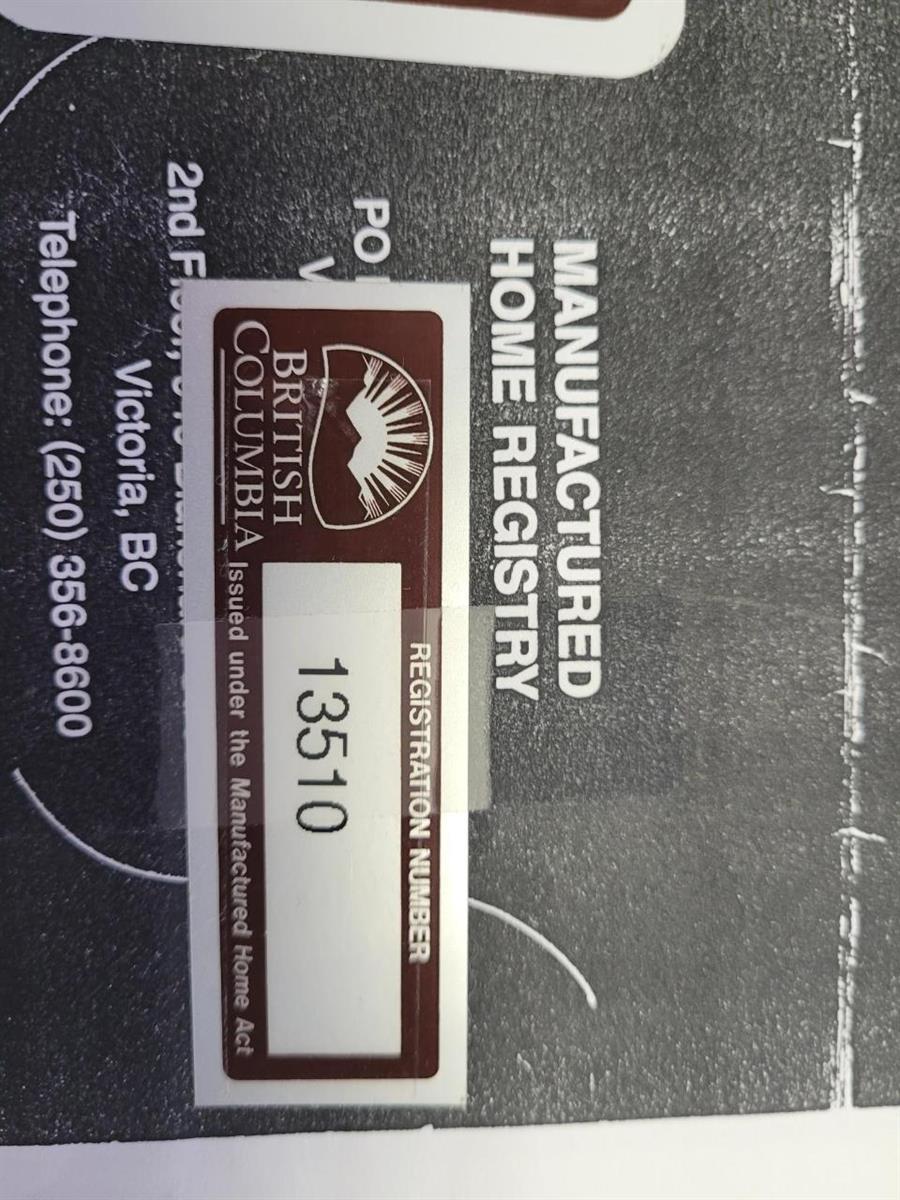 MANUFACTURED
HOME REGISTRY
PO
2nd
Victoria, BC
Telephone: (250) 356-8600
REGISTRATION NUMBER
13510
BRITISH
COLUMBIA
Issued under the Manufactured Home Act